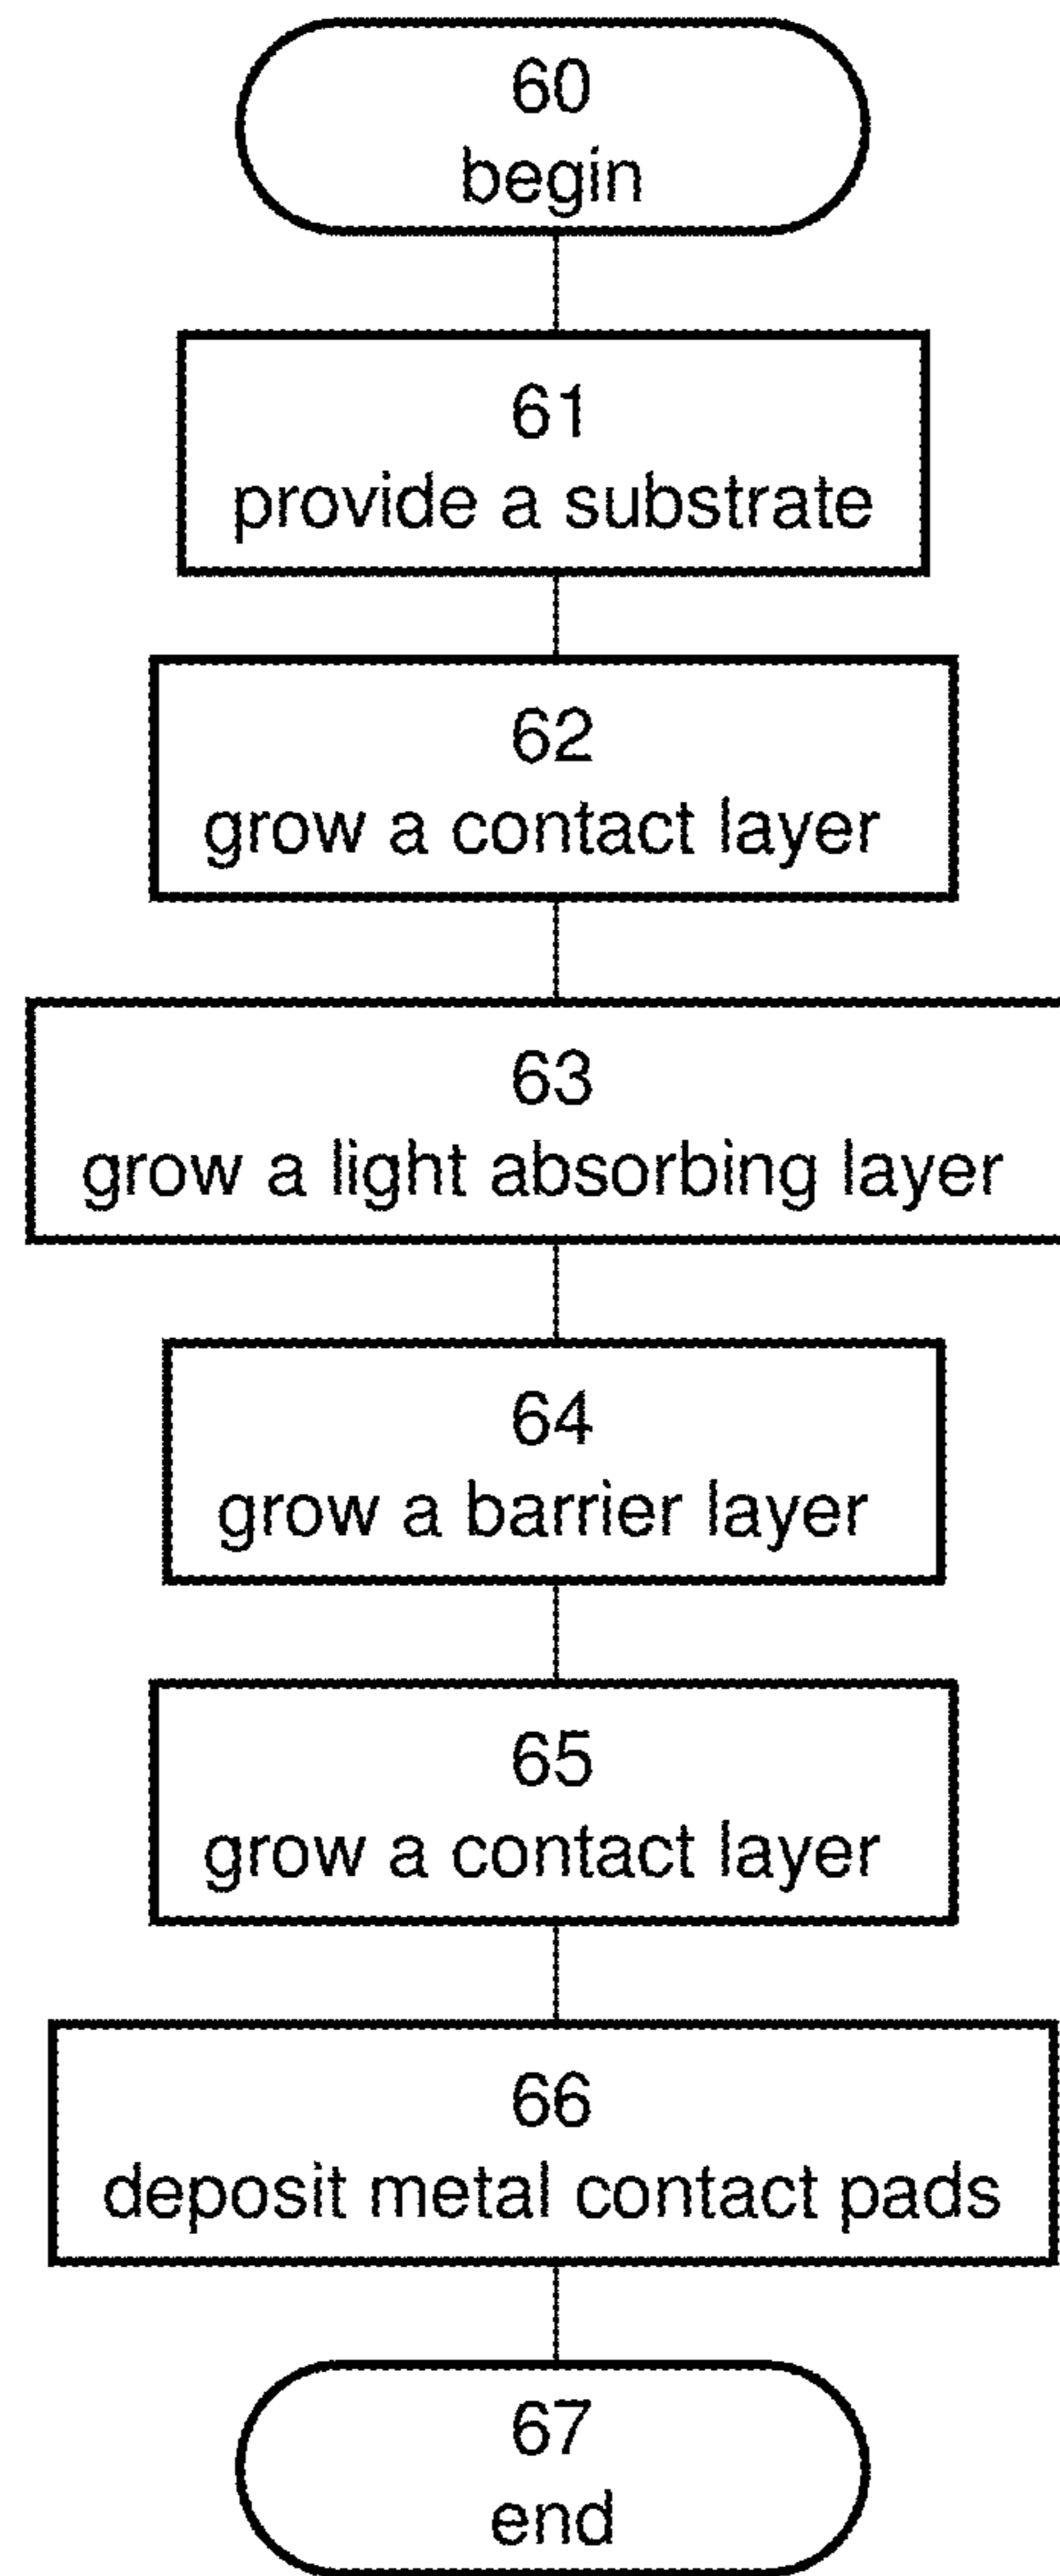 60
begin
61
provide a substrate
62
grow a contact layer
63
grow a light absorbing layer
64
grow a barrier layer
65
grow a contact layer
66
deposit metal contact pads
67
end